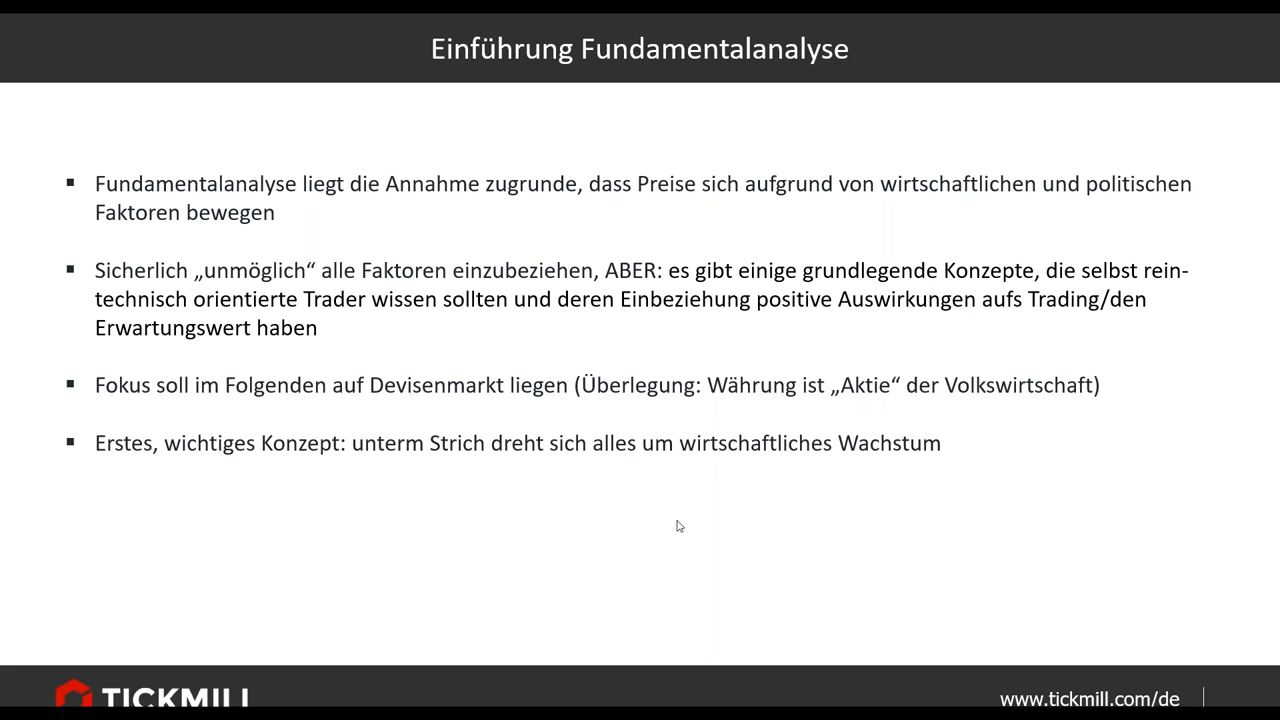 Einführung Fundamentalanalyse
▪ Fundamentalanalyse liegt die Annahme zugrunde, dass Preise sich aufgrund von wirtschaftlichen und politischen
Faktoren bewegen
▪ Sicherlich „unmöglich“ alle Faktoren einzubeziehen, ABER: es gibt einige grundlegende Konzepte, die selbst rein-
technisch orientierte Trader wissen sollten und deren Einbeziehung positive Auswirkungen aufs Trading/den
Erwartungswert haben
▪ Fokus soll im Folgenden auf Devisenmarkt liegen (Überlegung: Währung ist „Aktie“ der Volkswirtschaft)
▪ Erstes, wichtiges Konzept: unterm Strich dreht sich alles um wirtschaftliches Wachstum
TICKMILL
www.tickmill.com/de